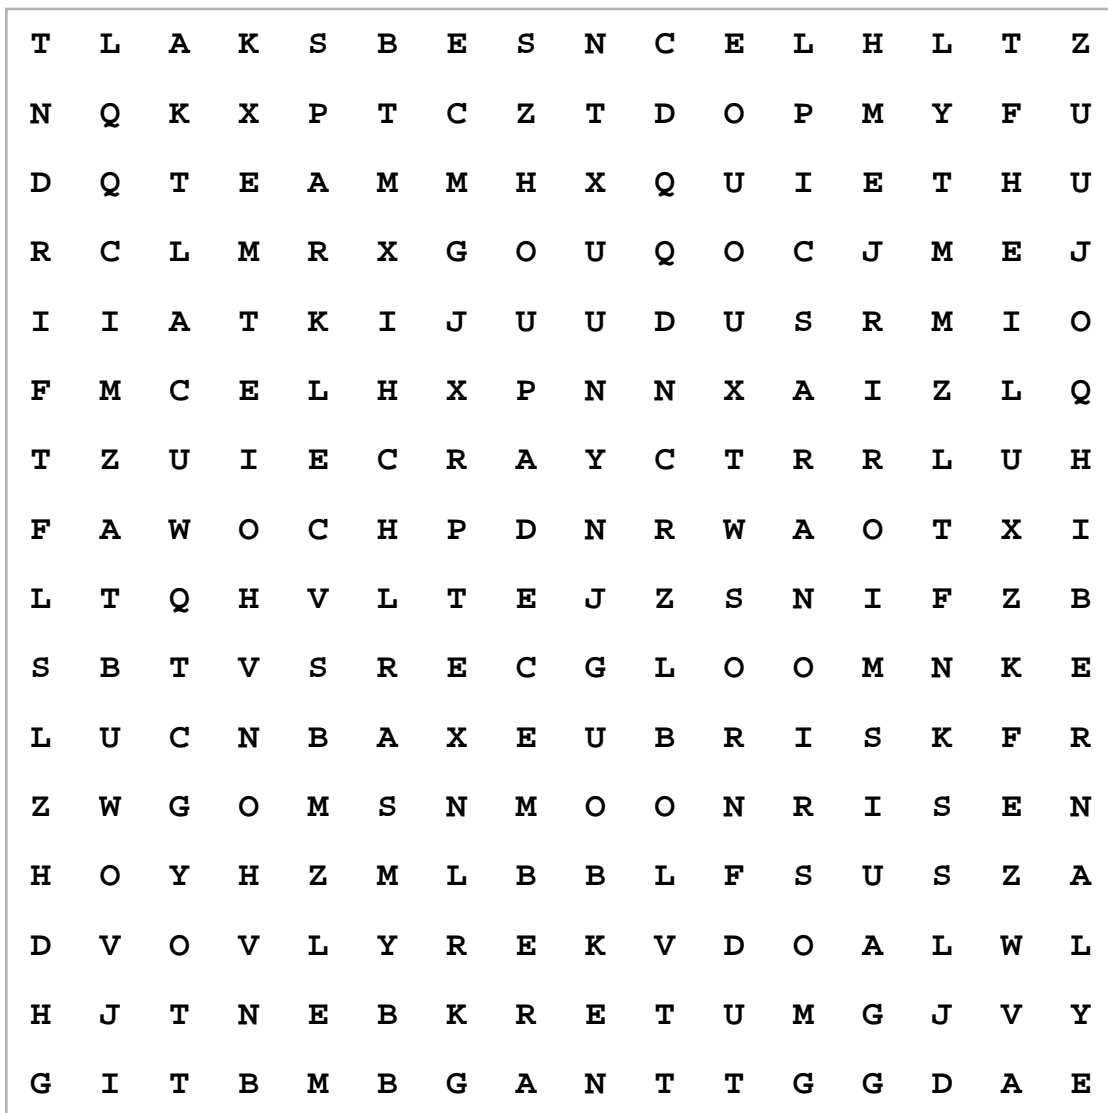 T L A K S B E S N C E L H L T Z
N Q K X P T C Z T D O P M Y F U
D Q T E A M M H X Q U I E T H U
R C L M R X G O U Q O C J M E J
I I A T K I J U U D U S R M I O
F M C E L H X P N N X A I Z L Q
T Z U I E C R A Y C T R R L U H
F A W O C H P D N R W A O T X I
L T Q H V L T E J Z S N I F Z B
S B T V S R E C G L O O M N K E
L U C N B A X E U B R I S K F R
Z W G O M S N M O O N R I S E N
H O Y H Z M L B B L F S U S Z A
D V O V L Y R E K V D O A L W L
H J T N E B K R E T U M G J V Y
G I T B M B G A N T T G G D A E